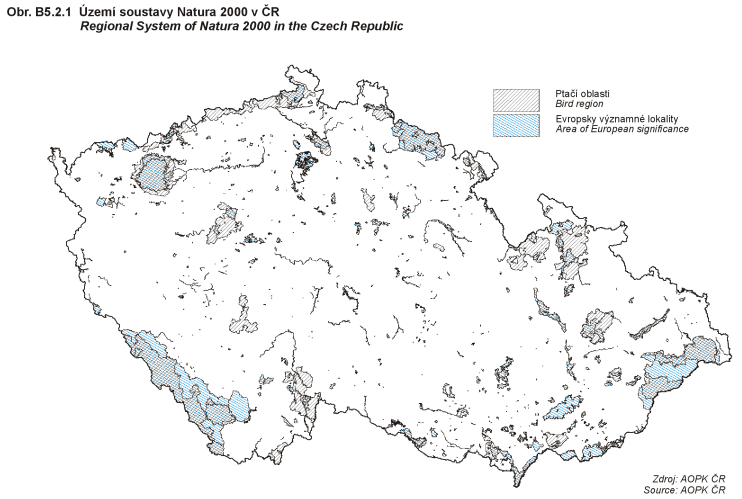 Obr. B5.2.1 Území soustavy Natura 2000 v ČR
Regional System of Natura 2000 in the Czech Republic
Ptačí oblasti
Bird region
Evropsky významné lokality
Area of European significance
Zdroj: AOPK ČR
Source: AOPK ČR